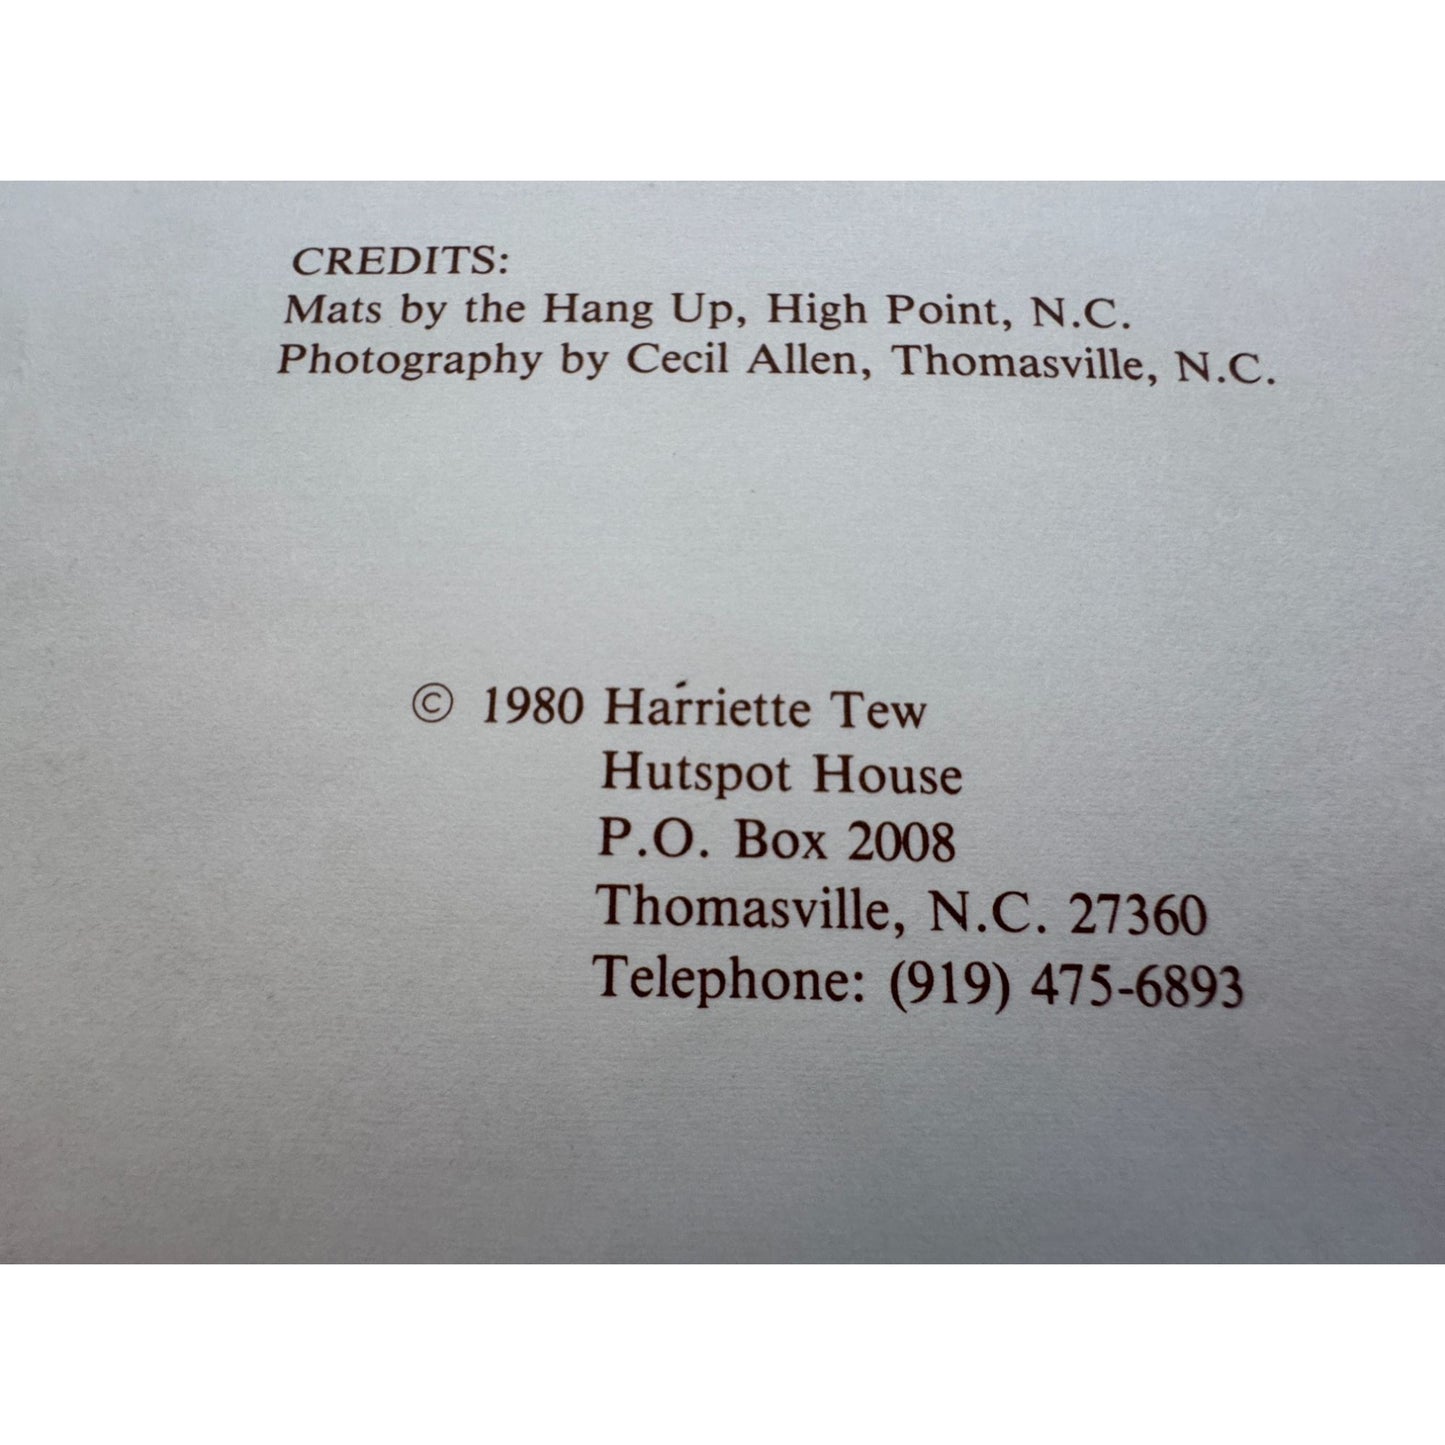 CREDITS:
Mats by the Hang Up, High Point, N.C.
Photography by Cecil Allen, Thomasville, N.C.
© 1980 Harriette Tew
Hutspot House
P.O. Box 2008
Thomasville, N.C. 27360
Telephone: (919) 475-6893